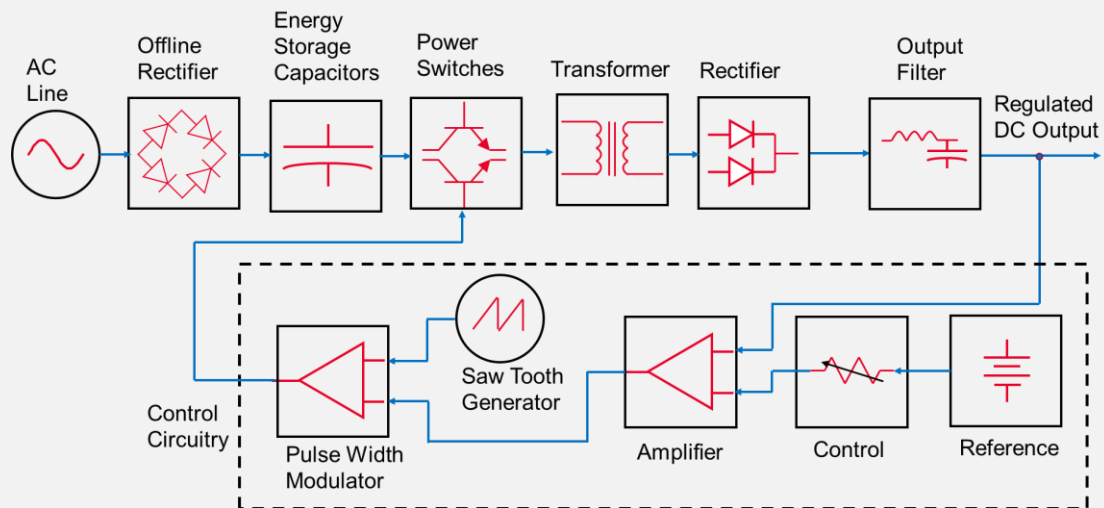 AC
Line
Offline
Rectifier
Energy
Storage
Capacitors
Power
Switches
Transformer
Rectifier
Output
Filter
Regulated
DC Output
Control
Circuitry
Pulse Width
Modulator
Saw Tooth
Generator
Amplifier
Control
Reference